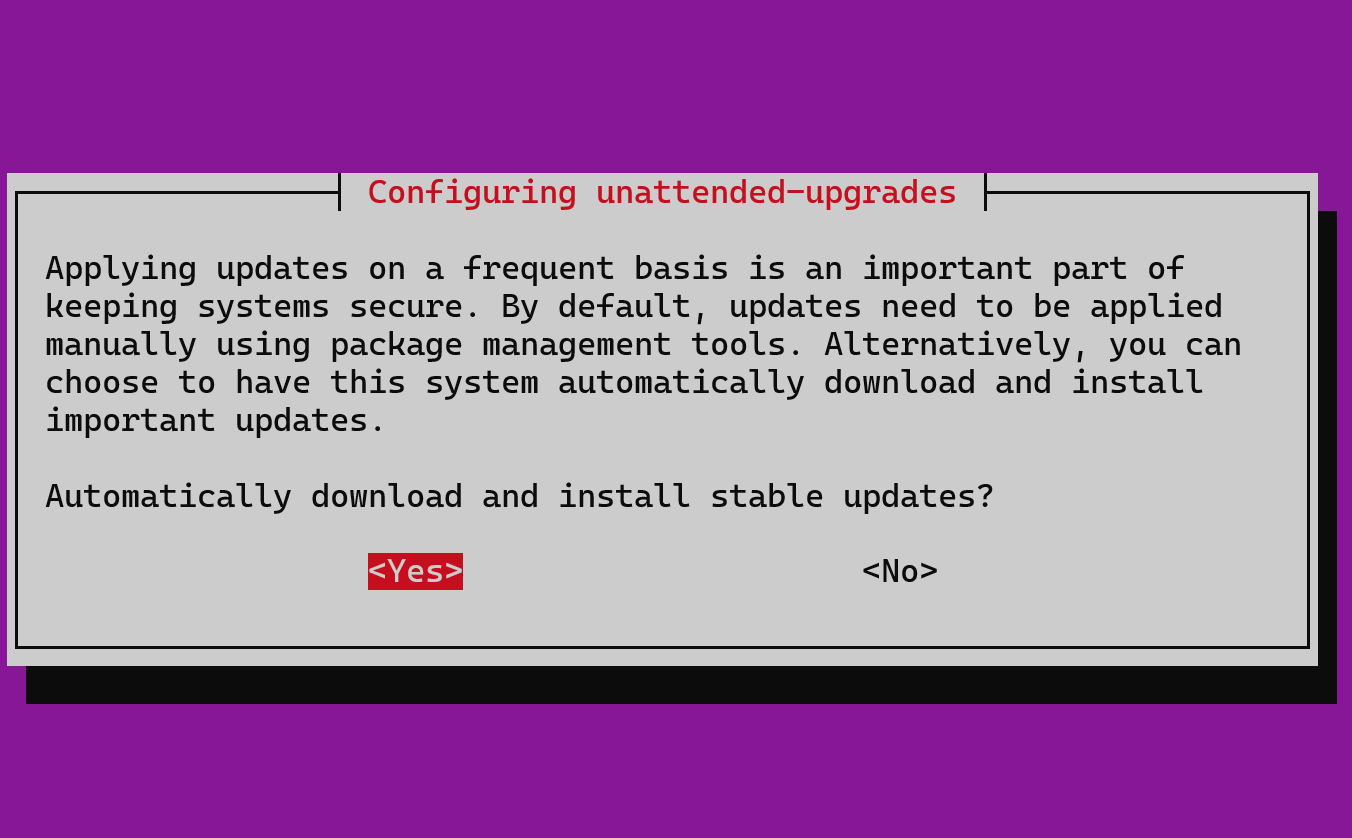 Configuring unattended-upgrades
Applying updates on a frequent basis is an important part of
keeping systems secure. By default, updates need to be applied
manually using package management tools. Alternatively, you can
choose to have this system automatically download and install
important updates.
Automatically download and install stable updates?
<Yes> <No>